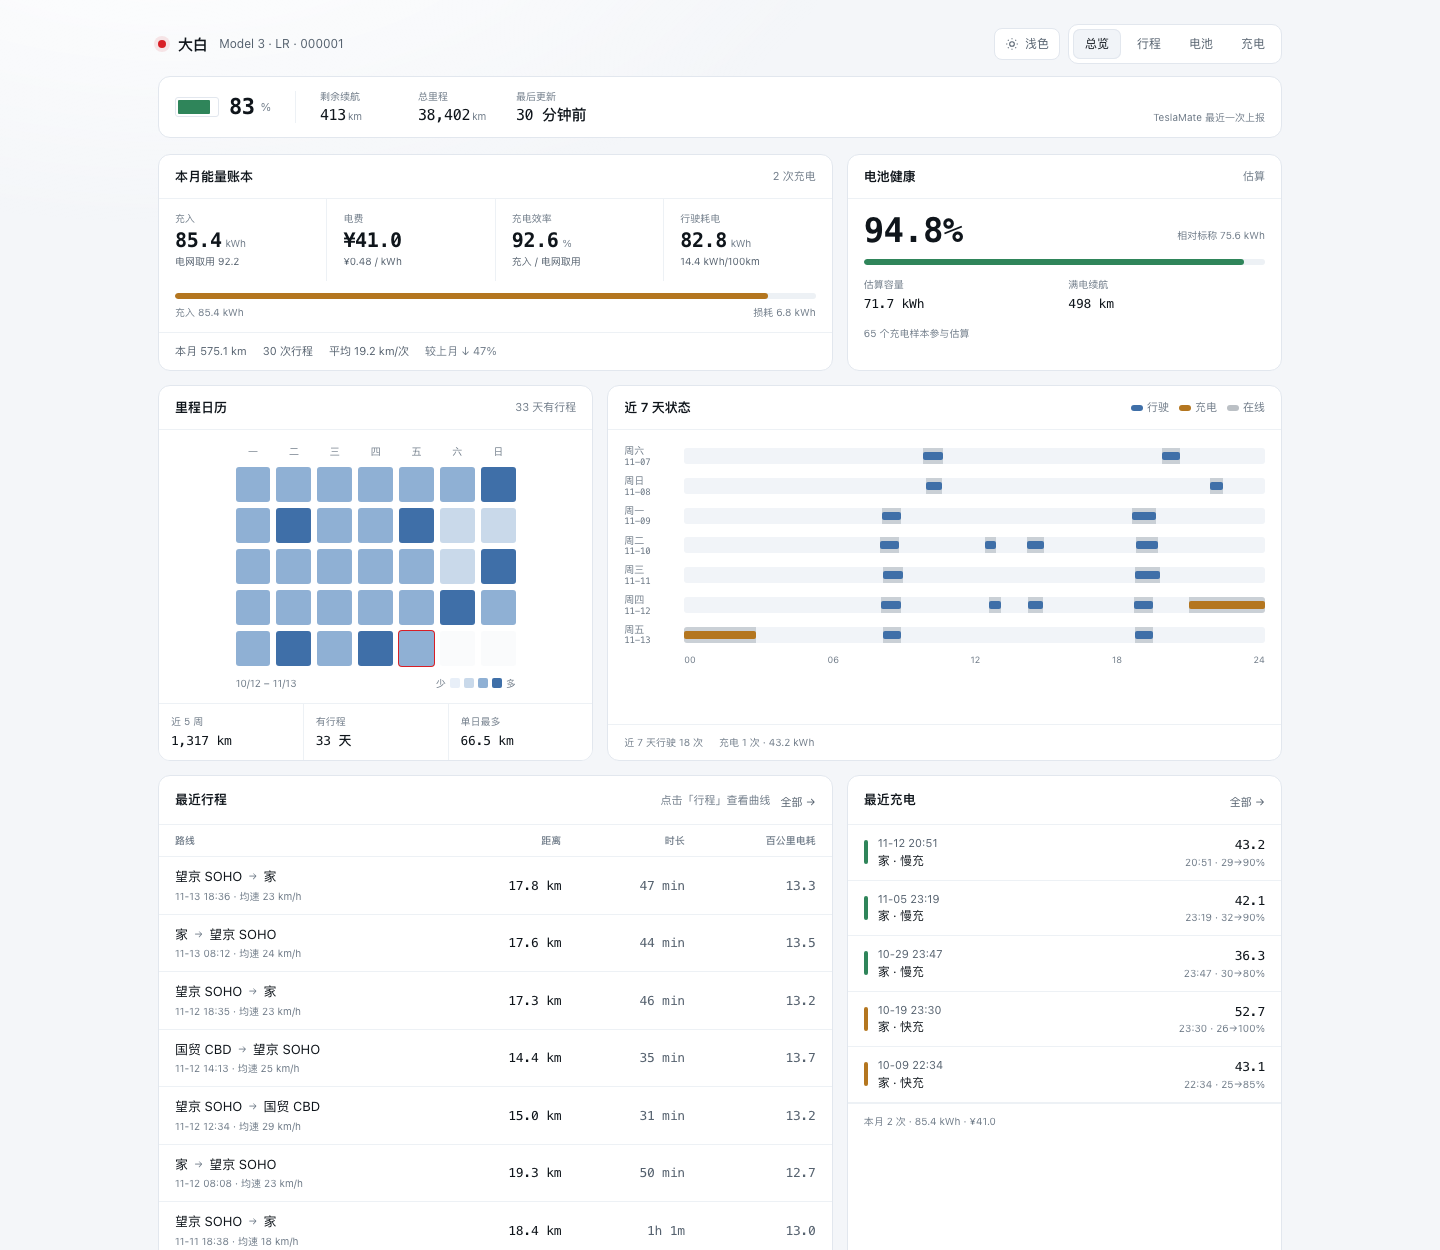 大白 Model 3 · LR · 000001
浅色 总览 行程 电池 充电
83 %
剩余续航
413 km
总里程
38,402 km
最后更新
30 分钟前
TeslaMate 最近一次上报
本月能量账本 2 次充电
充入
85.4 kWh
电网取用 92.2
电费
¥41.0
¥0.48 / kWh
充电效率
92.6 %
充入 / 电网取用
行驶耗电
82.8 kWh
14.4 kWh/100km
充入 85.4 kWh 损耗 6.8 kWh
本月 575.1 km 30 次行程 平均 19.2 km/次 较上月 ↓ 47%
电池健康 估算
94.8% 相对标称 75.6 kWh
估算容量
71.7 kWh
满电续航
498 km
65 个充电样本参与估算
里程日历 33 天有行程
一 二 三 四 五 六 日
10/12 – 11/13 少 多
近 5 周
1,317 km
有行程
33 天
单日最多
66.5 km
近 7 天状态 行驶 充电 在线
周六
11-07
周日
11-08
周一
11-09
周二
11-10
周三
11-11
周四
11-12
周五
11-13
00 06 12 18 24
近 7 天行驶 18 次 充电 1 次 · 43.2 kWh
最近行程 点击「行程」查看曲线 全部 →
路线 距离 时长 百公里电耗
望京 SOHO → 家 17.8 km 47 min 13.3
11-13 18:36 · 均速 23 km/h
家 → 望京 SOHO 17.6 km 44 min 13.5
11-13 08:12 · 均速 24 km/h
望京 SOHO → 家 17.3 km 46 min 13.2
11-12 18:35 · 均速 23 km/h
国贸 CBD → 望京 SOHO 14.4 km 35 min 13.7
11-12 14:13 · 均速 25 km/h
望京 SOHO → 国贸 CBD 15.0 km 31 min 13.2
11-12 12:34 · 均速 29 km/h
家 → 望京 SOHO 19.3 km 50 min 12.7
11-12 08:08 · 均速 23 km/h
望京 SOHO → 家 18.4 km 1h 1m 13.0
11-11 18:38 · 均速 18 km/h
最近充电 全部 →
11-12 20:51 43.2
家 · 慢充 20:51 · 29→90%
11-05 23:19 42.1
家 · 慢充 23:19 · 32→90%
10-29 23:47 36.3
家 · 慢充 23:47 · 30→80%
10-19 23:30 52.7
家 · 快充 23:30 · 26→100%
10-09 22:34 43.1
家 · 快充 22:34 · 25→85%
本月 2 次 · 85.4 kWh · ¥41.0